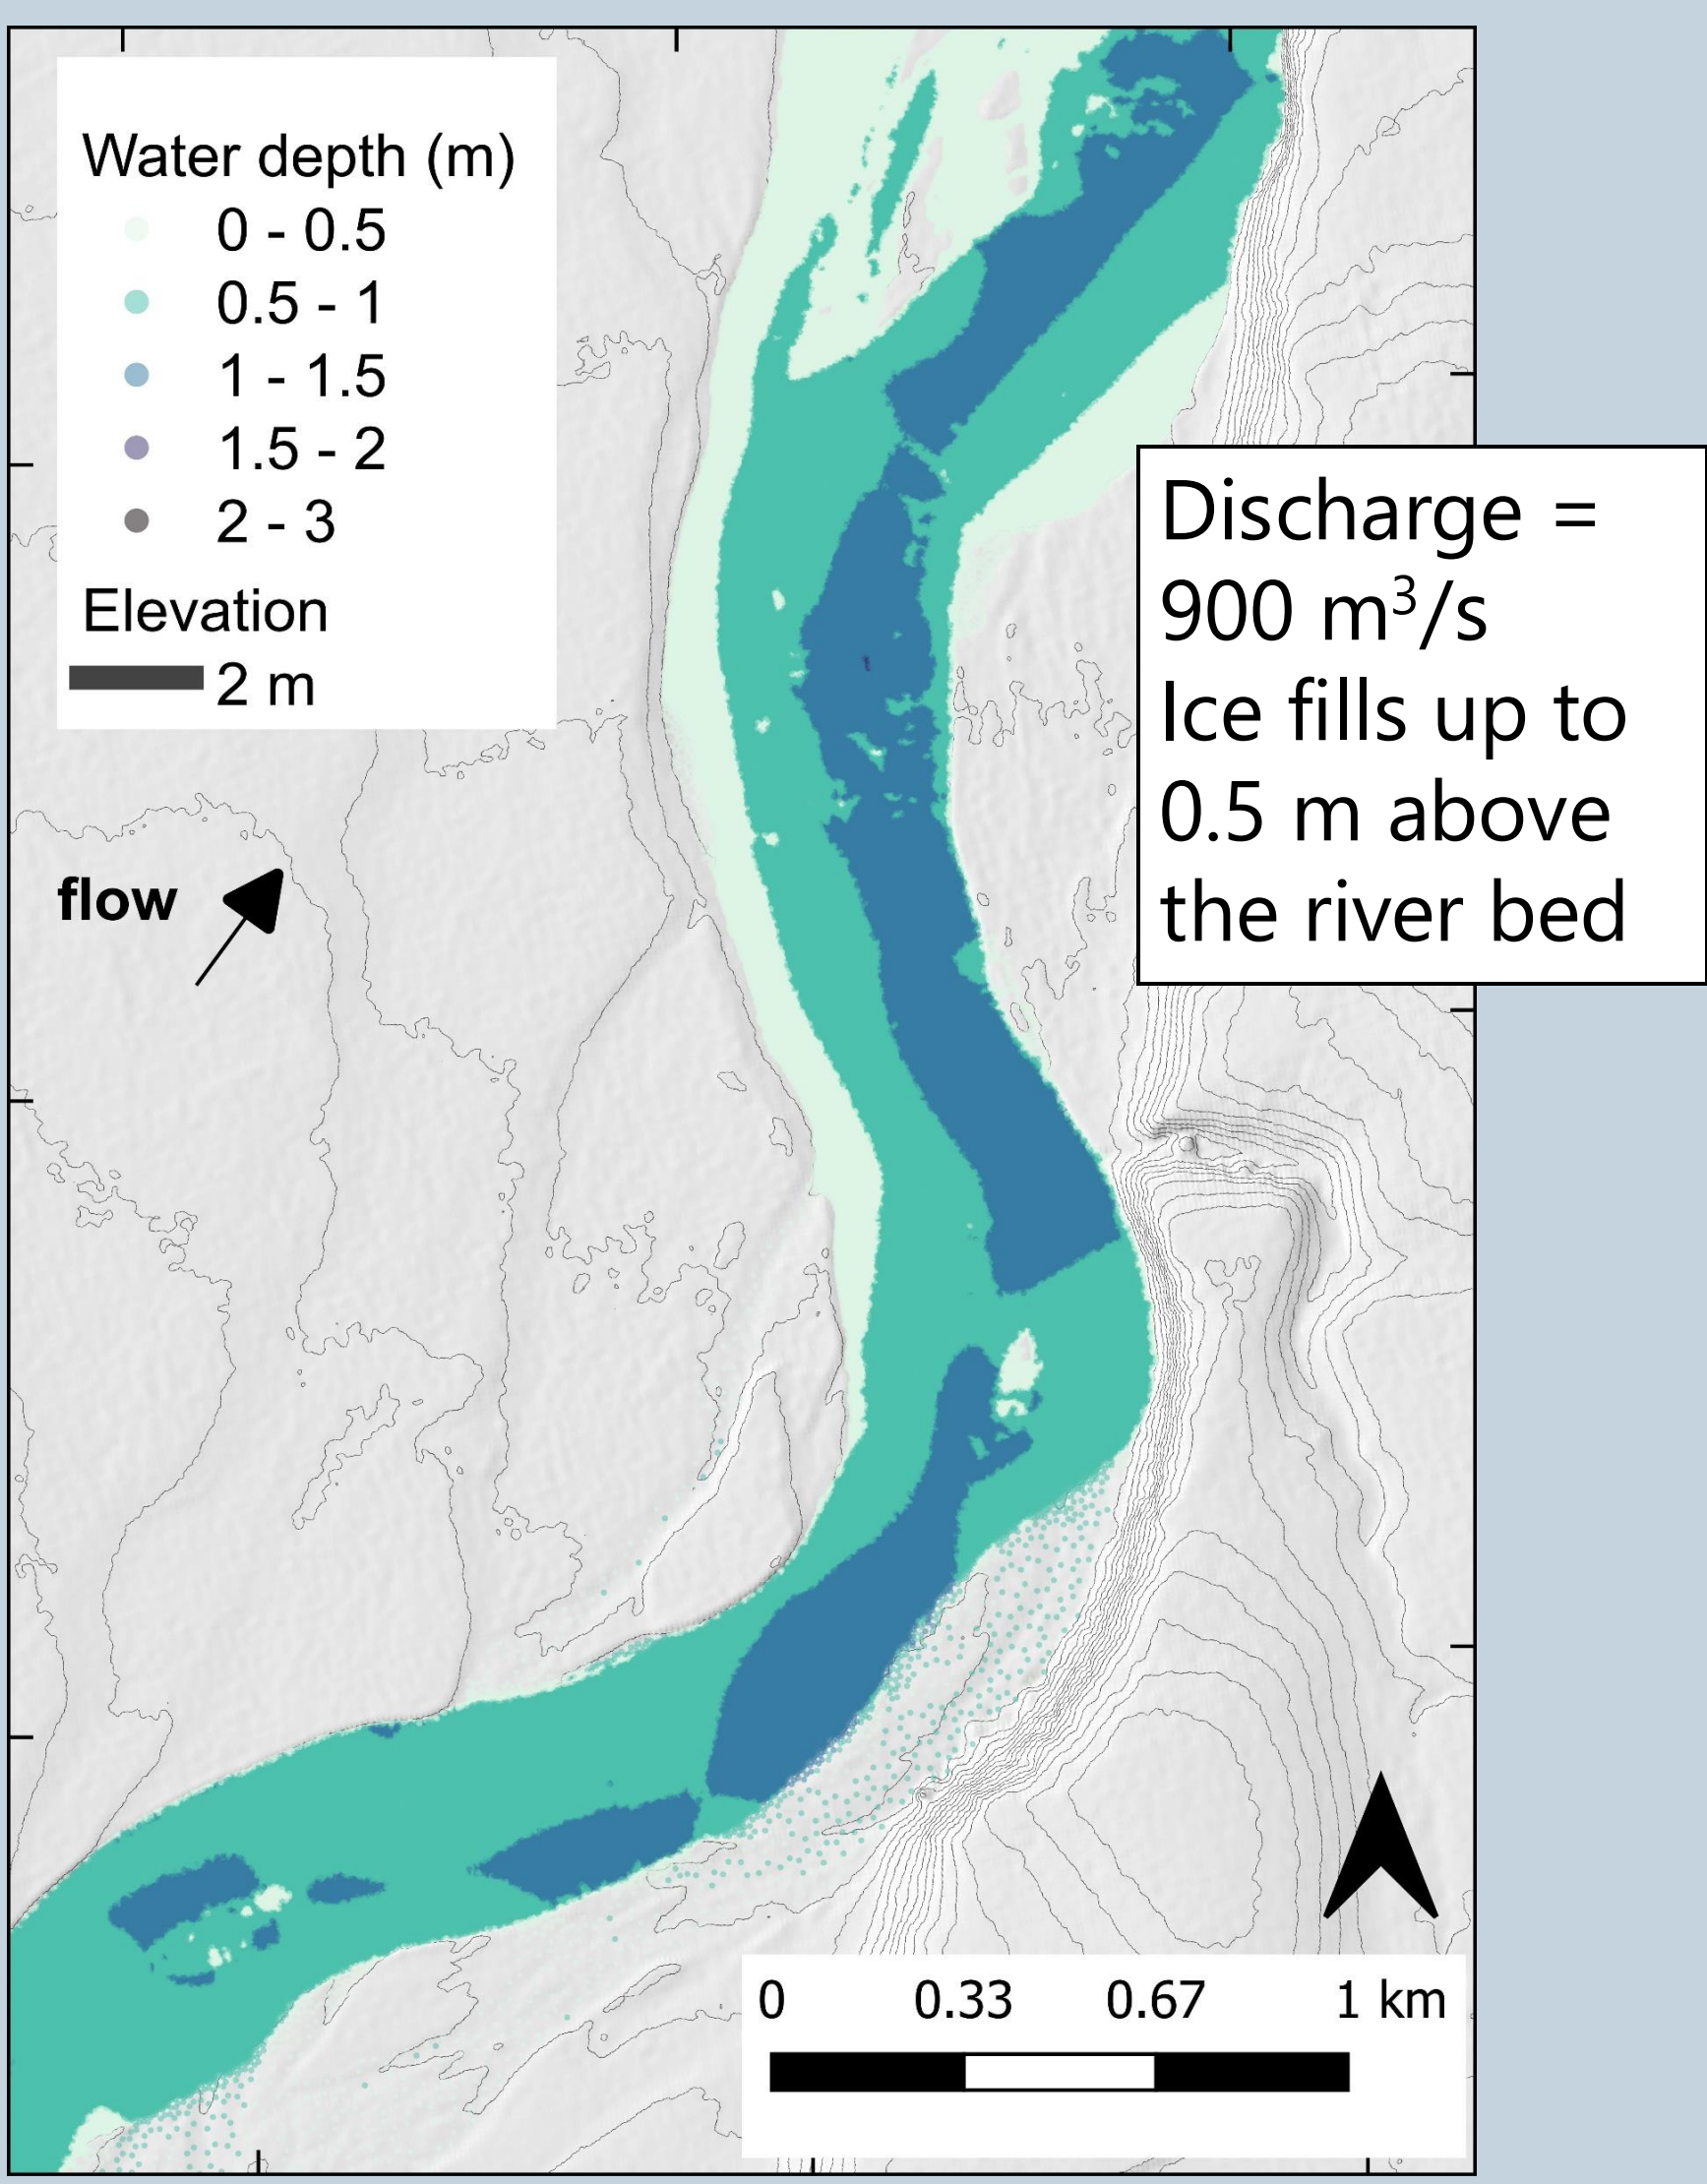 Water depth (m)
0 - 0.5
0.5 - 1
1 - 1.5
1.5 - 2
2 - 3
Elevation
2 m
Discharge =
900 m³/s
Ice fills up to
0.5 m above
the river bed
flow
0 0.33 0.67 1 km